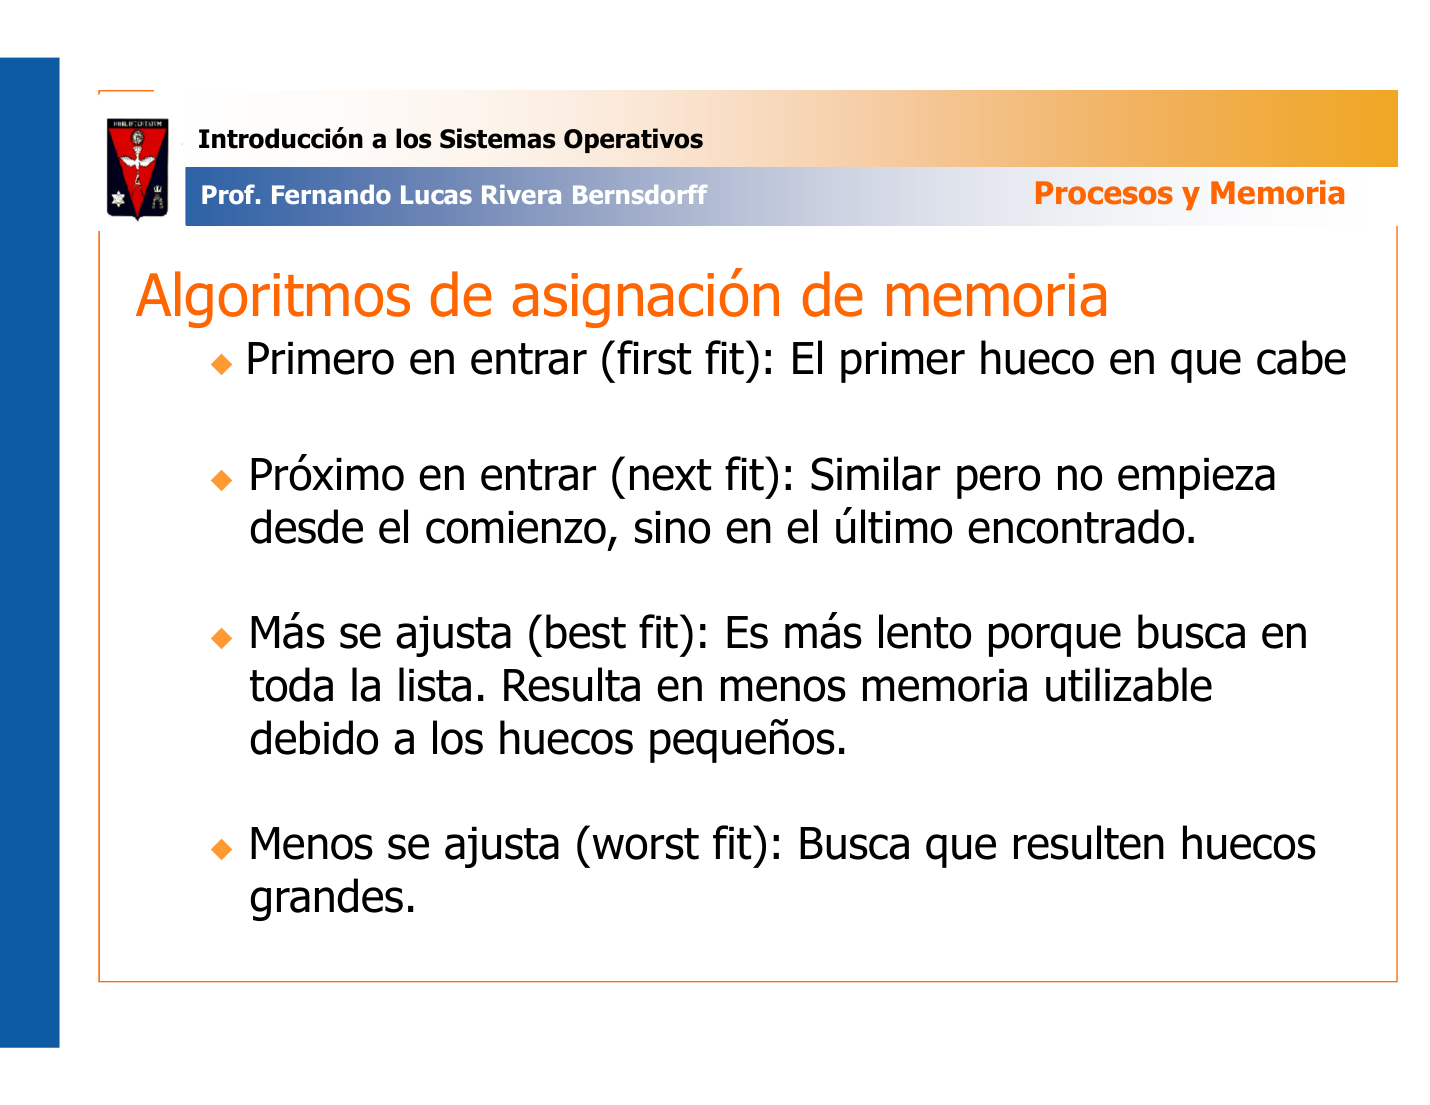 Introducción a los Sistemas Operativos
Prof. Fernando Lucas Rivera Bernsdorff
Procesos y Memoria
Algoritmos de asignación de memoria
Primero en entrar (first fit): El primer hueco en que cabe
Próximo en entrar (next fit): Similar pero no empieza
desde el comienzo, sino en el último encontrado.
Más se ajusta (best fit): Es más lento porque busca en
toda la lista. Resulta en menos memoria utilizable
debido a los huecos pequeños.
Menos se ajusta (worst fit): Busca que resulten huecos
grandes.